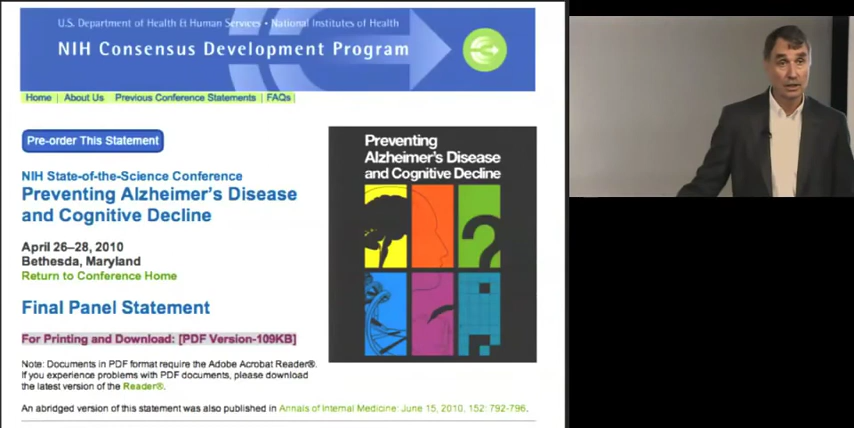 U.S. Department of Health & Human Services • National Institutes of Health
NIH Consensus Development Program
Home | About Us | Previous Conference Statements | FAQs |
Pre-order This Statement
NIH State-of-the-Science Conference
Preventing Alzheimer's Disease
and Cognitive Decline
April 26–28, 2010
Bethesda, Maryland
Return to Conference Home
Final Panel Statement
For Printing and Download: [PDF Version-109KB]
Note: Documents in PDF format require the Adobe Acrobat Reader®.
If you experience problems with PDF documents, please download
the latest version of the Reader®.
An abridged version of this statement was also published in Annals of Internal Medicine: June 15, 2010, 152: 792-796.
Preventing
Alzheimer's Disease
and Cognitive Decline
?